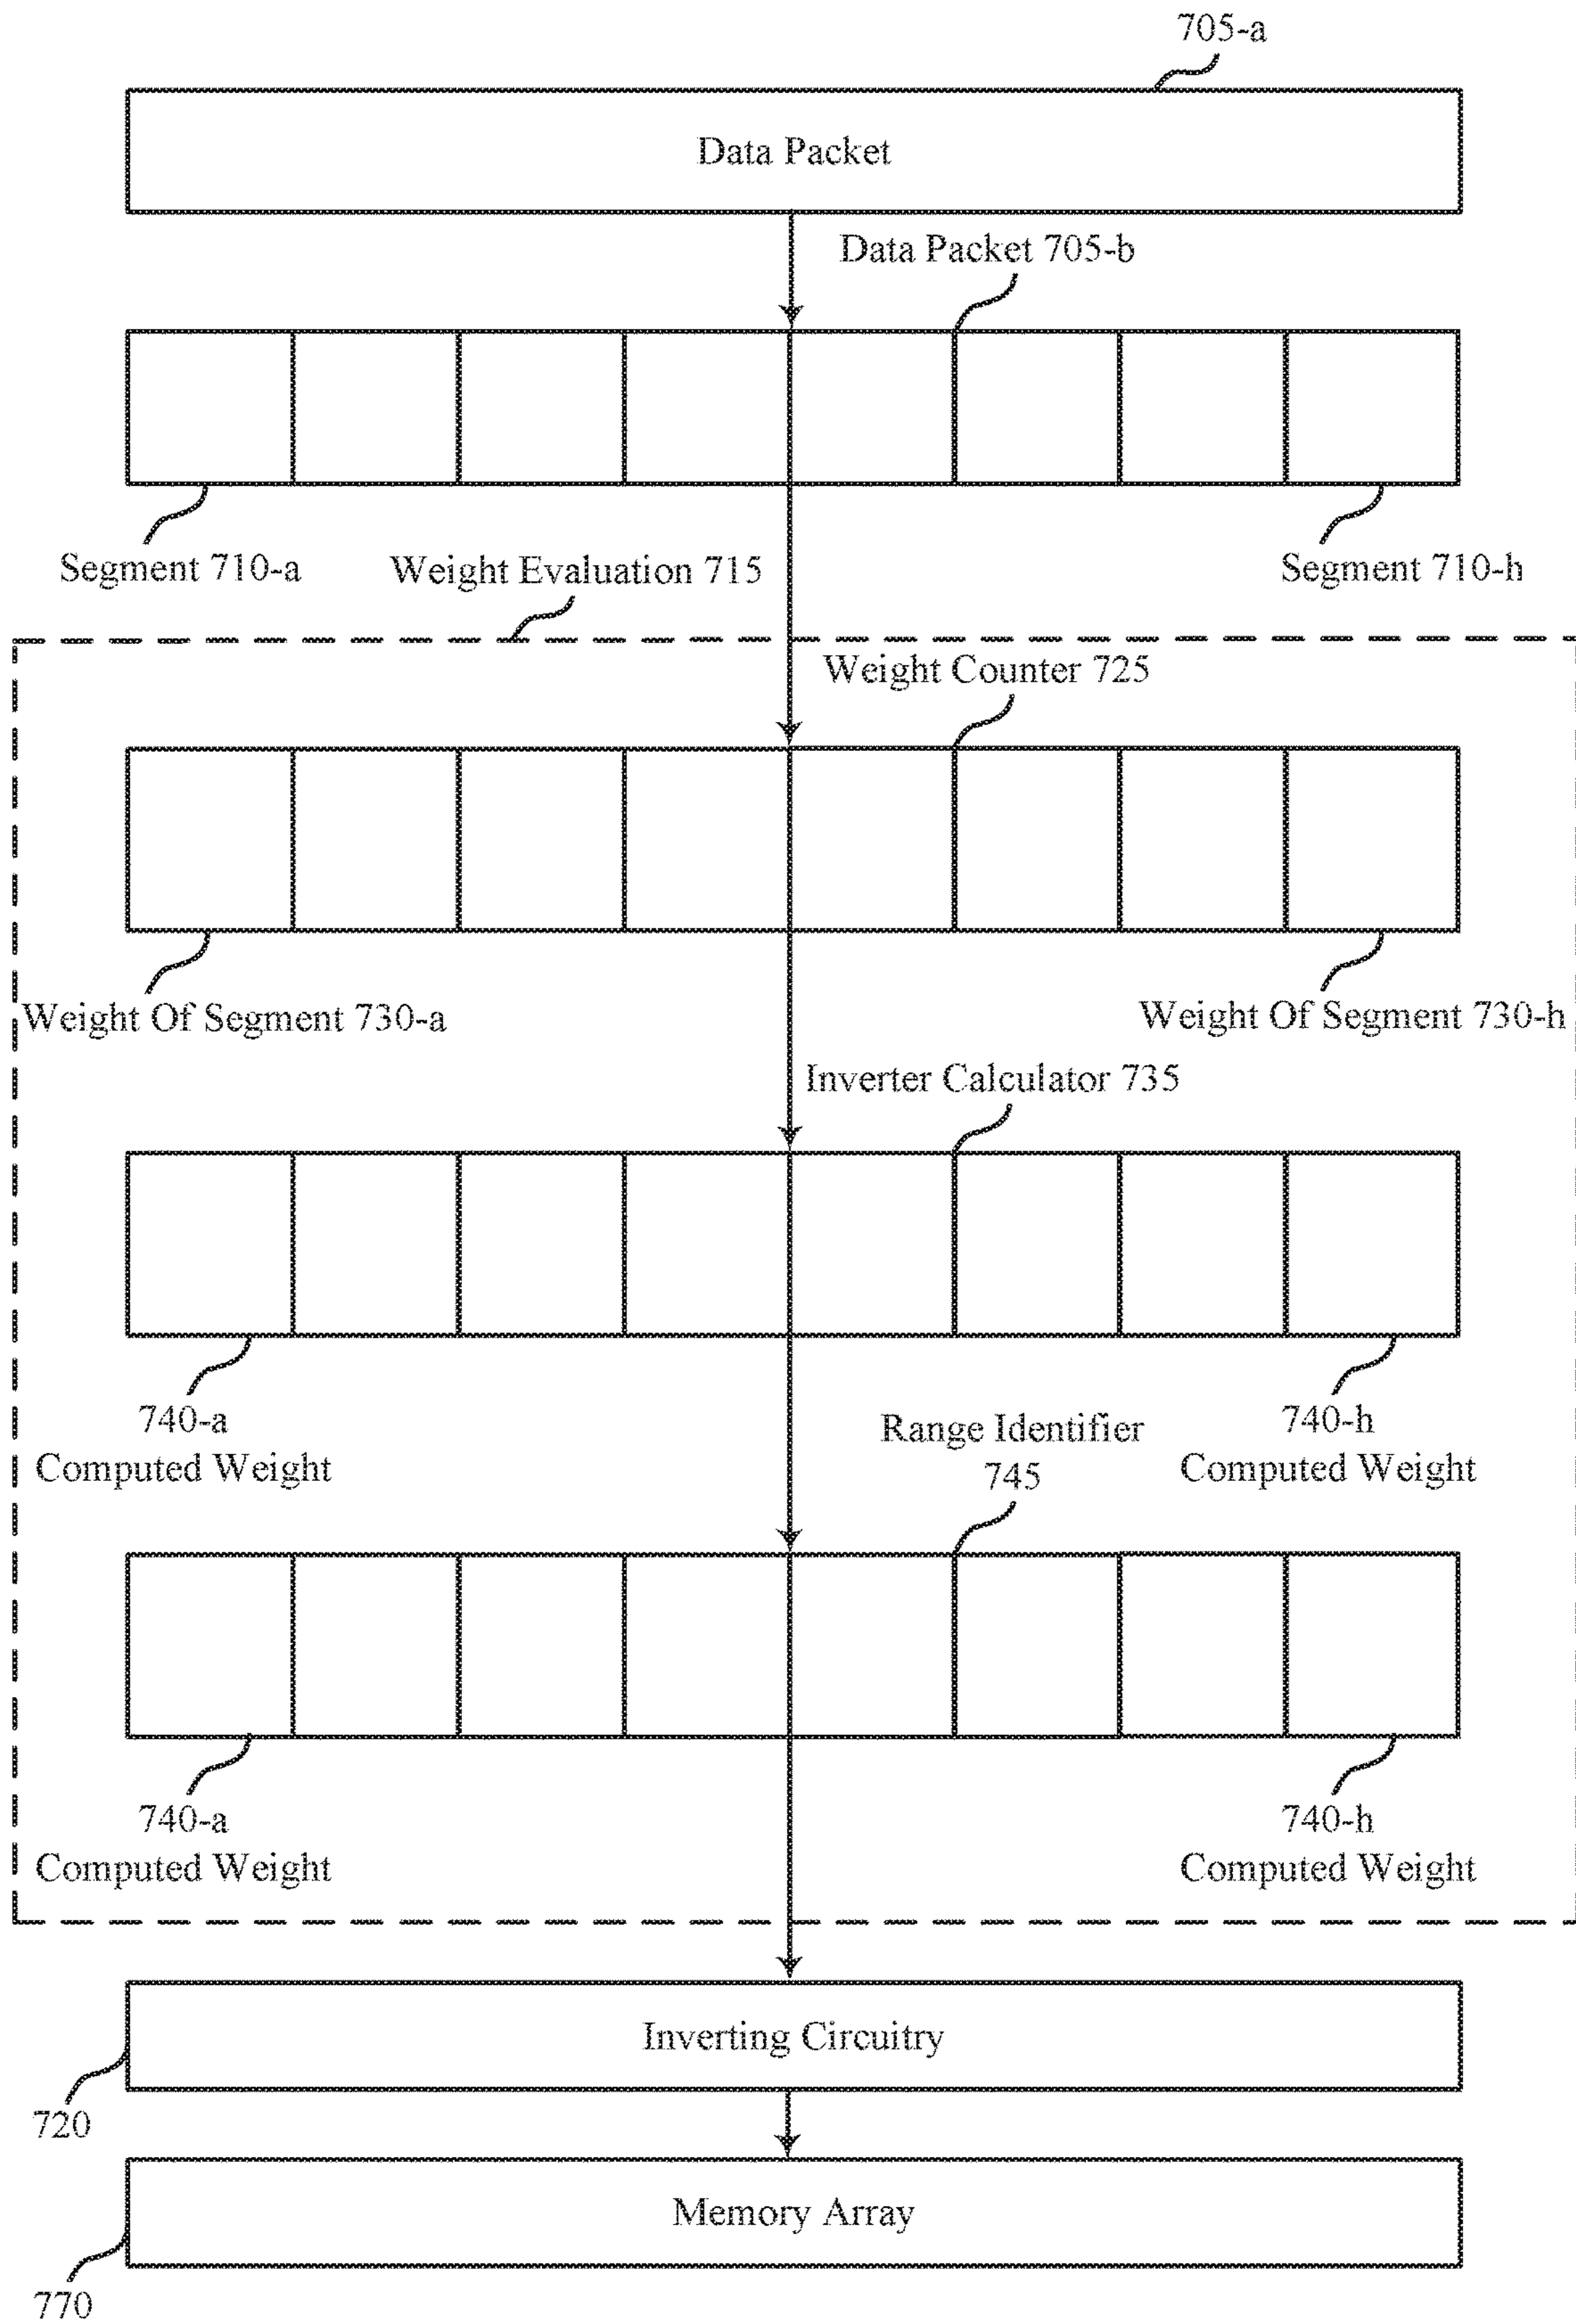 705-a
Data Packet
Data Packet 705-b
Segment 710-a
Weight Evaluation 715
Segment 710-h
Weight Counter 725
Weight Of Segment 730-a
Weight Of Segment 730-h
Inverter Calculator 735
740-a
Computed Weight
Range Identifier
745
740-h
Computed Weight
740-a
Computed Weight
740-h
Computed Weight
Inverting Circuitry
720
Memory Array
770